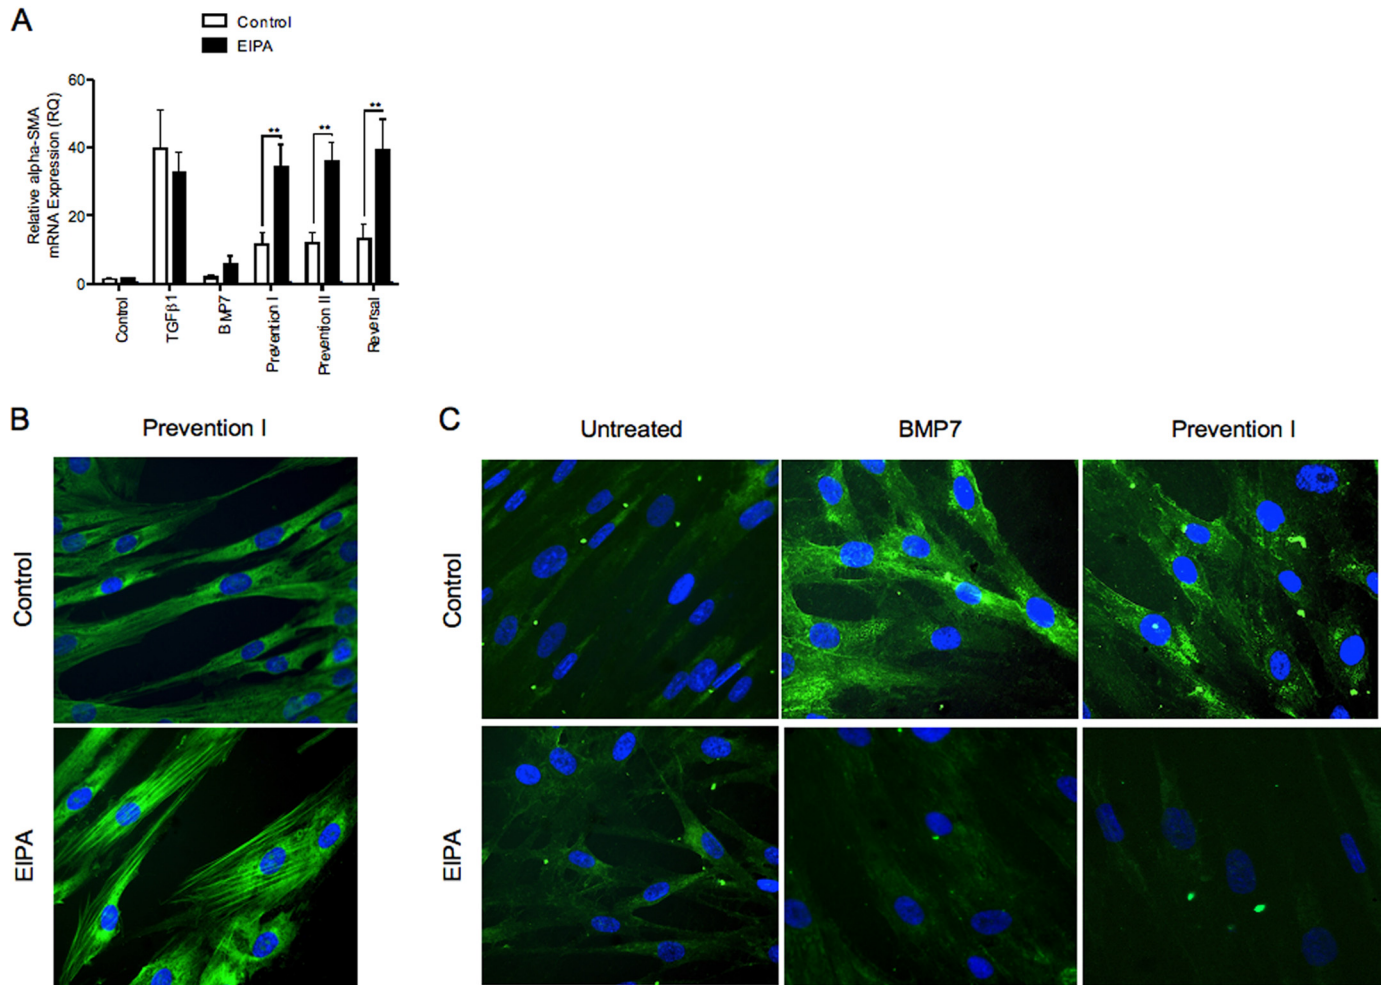 A
Control
EIPA
Relative alpha-SMA
mRNA Expression (RQ)
60
40
20
0
**
**
**
Control
TGFβ1
BMP7
Prevention I
Prevention II
Reversal
B
Prevention I
Control
EIPA
C
Untreated
BMP7
Prevention I
Control
EIPA